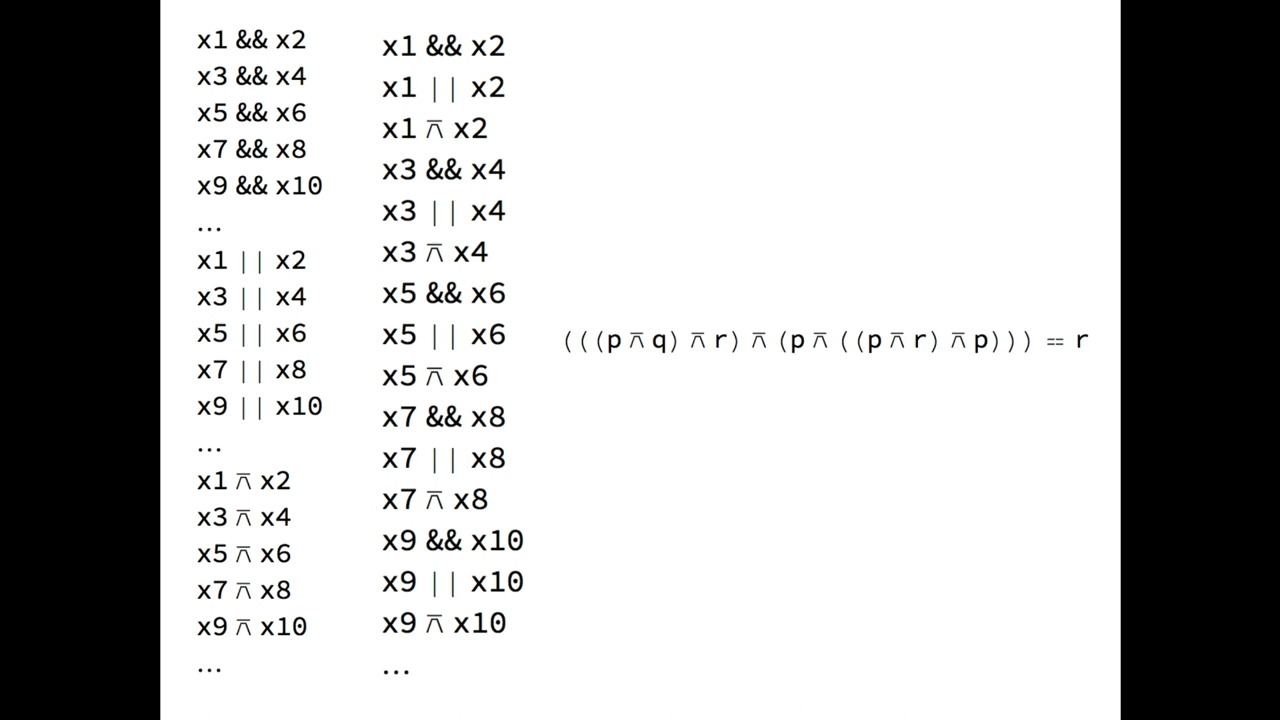 x1 && x2
x3 && x4
x5 && x6
x7 && x8
x9 && x10
...
x1 || x2
x3 || x4
x5 || x6
x7 || x8
x9 || x10
...
x1 ⊼ x2
x3 ⊼ x4
x5 ⊼ x6
x7 ⊼ x8
x9 ⊼ x10
...
x1 && x2
x1 || x2
x1 ⊼ x2
x3 && x4
x3 || x4
x3 ⊼ x4
x5 && x6
x5 || x6
x5 ⊼ x6
x7 && x8
x7 || x8
x7 ⊼ x8
x9 && x10
x9 || x10
x9 ⊼ x10
...
(((p ⊼ q) ⊼ r) ⊼ (p ⊼ ((p ⊼ r) ⊼ p))) == r